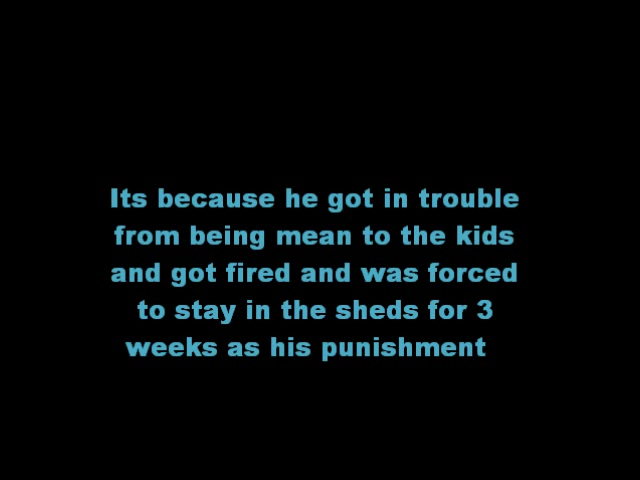 Its because he got in trouble
from being mean to the kids
and got fired and was forced
to stay in the sheds for 3
weeks as his punishment